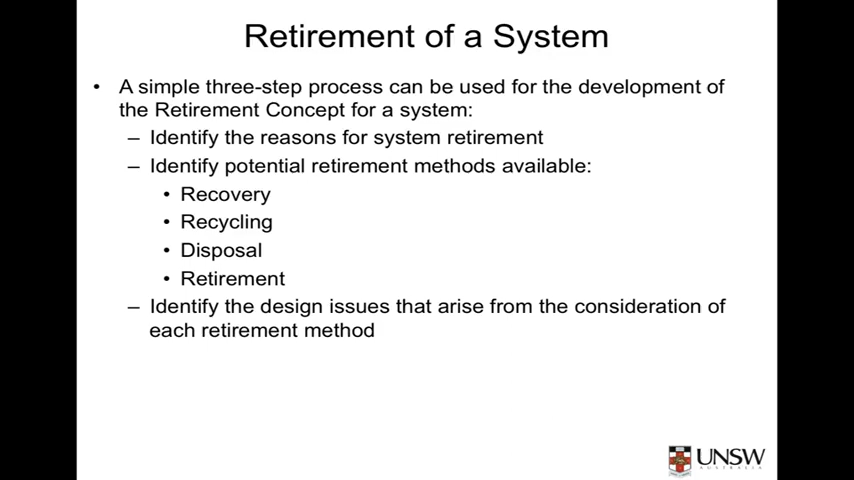 Retirement of a System
• A simple three-step process can be used for the development of
the Retirement Concept for a system:
– Identify the reasons for system retirement
– Identify potential retirement methods available:
• Recovery
• Recycling
• Disposal
• Retirement
– Identify the design issues that arise from the consideration of
each retirement method
UNSW
AUSTRALIA